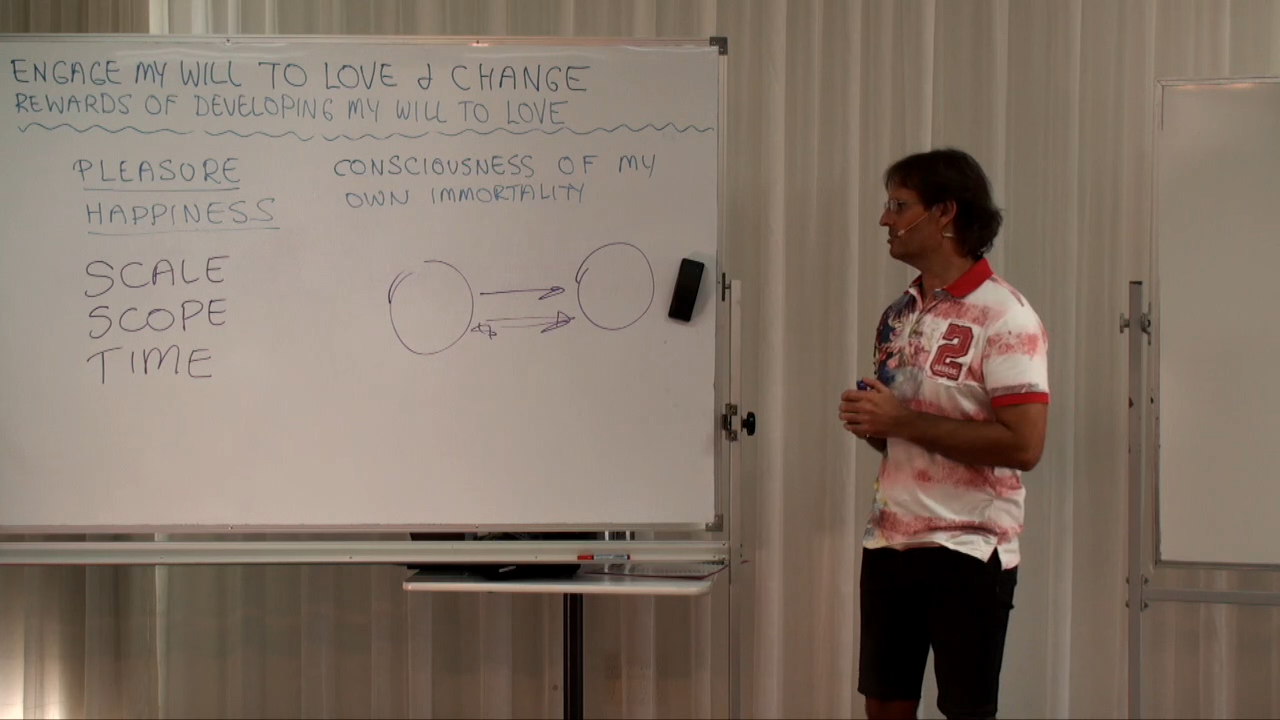 ENGAGE MY WILL TO LOVE & CHANGE
REWARDS OF DEVELOPING MY WILL TO LOVE
PLEASURE
HAPPINESS
SCALE
SCOPE
TIME
CONSCIOUSNESS OF MY
OWN IMMORTALITY
2